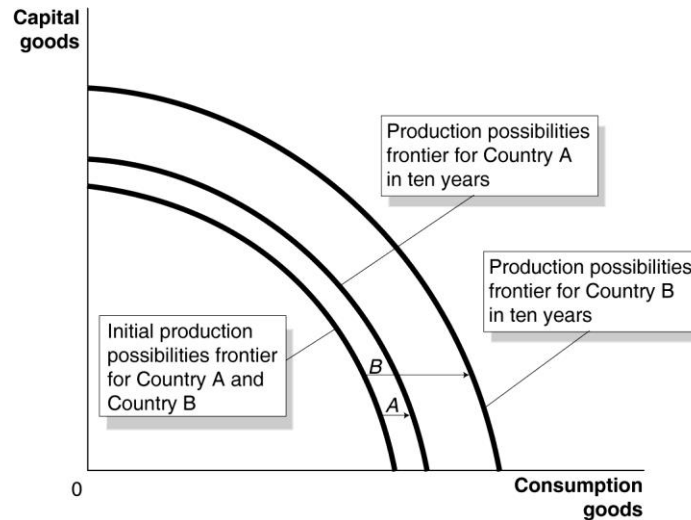 Capital
goods
Production possibilities
frontier for Country A
in ten years
Production possibilities
frontier for Country B
in ten years
Initial production
possibilities frontier
for Country A and
Country B
B
A
0
Consumption
goods